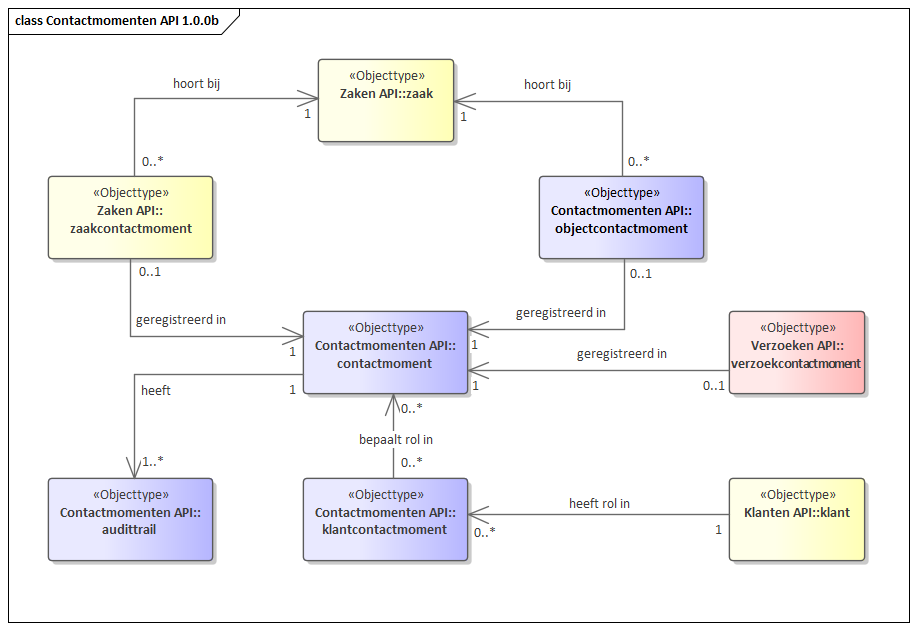 class Contactmomenten API 1.0.0b
«Objecttype»
Zaken API::zaak
hoort bij
hoort bij
1
1
0..*
0..*
«Objecttype»
Zaken API::
zaakcontactmoment
«Objecttype»
Contactmomenten API::
objectcontactmoment
0..1
0..1
geregistreerd in
geregistreerd in
«Objecttype»
Contactmomenten API::
contactmoment
«Objecttype»
Verzoeken API::
verzoekcontactmoment
1
1
geregistreerd in
1
0..1
heeft
1
0..*
bepaalt rol in
0..*
1..*
«Objecttype»
Contactmomenten API::
audittrail
«Objecttype»
Contactmomenten API::
klantcontactmoment
heeft rol in
0..*
1
«Objecttype»
Klanten API::klant